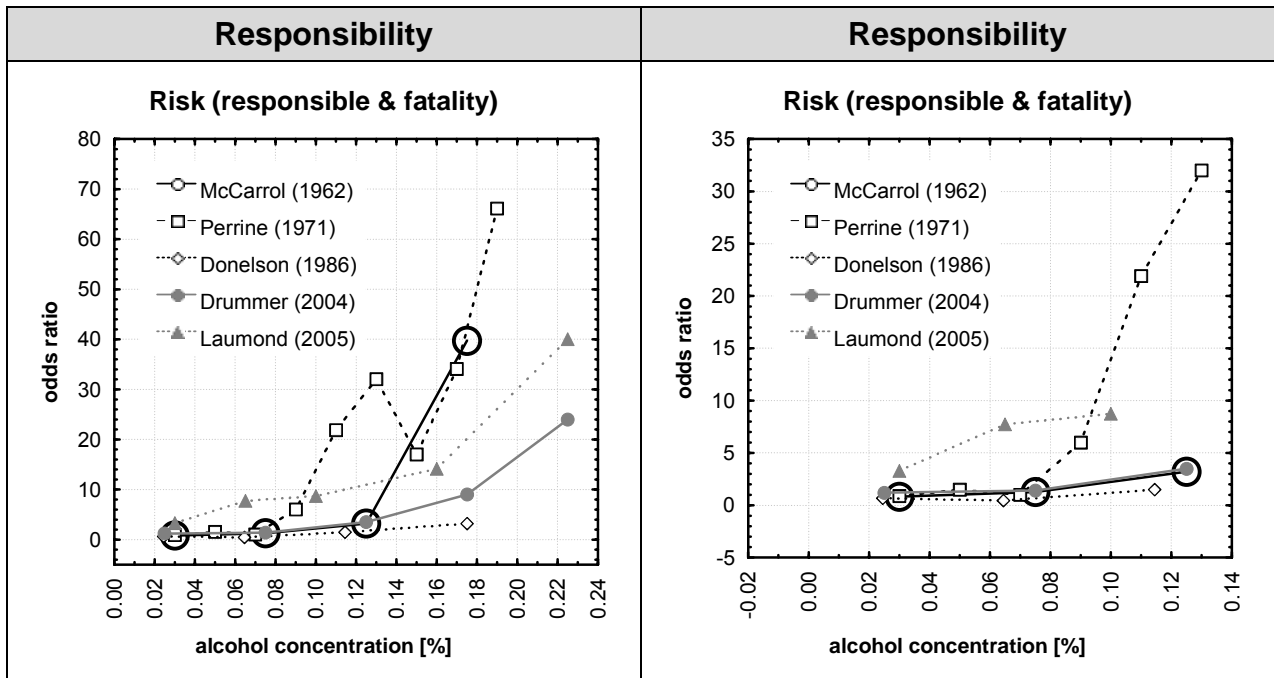 Responsibility
Responsibility
Risk (responsible & fatality)
80
70
60
50
40
30
20
10
0
odds ratio
McCarrol (1962)
Perrine (1971)
Donelson (1986)
Drummer (2004)
Laumond (2005)
0.00
0.02
0.04
0.06
0.08
0.10
0.12
0.14
0.16
0.18
0.20
0.22
0.24
alcohol concentration [%]
Risk (responsible & fatality)
35
30
25
20
15
10
5
0
-5
odds ratio
McCarrol (1962)
Perrine (1971)
Donelson (1986)
Drummer (2004)
Laumond (2005)
-0.02
0.00
0.02
0.04
0.06
0.08
0.10
0.12
0.14
alcohol concentration [%]